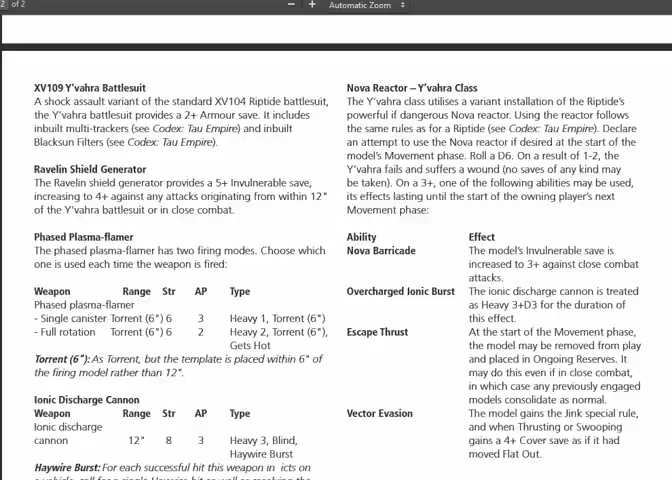 2 of 2
− + Automatic Zoom
XV109 Y'vahra Battlesuit
A shock assault variant of the standard XV104 Riptide battlesuit,
the Y'vahra battlesuit provides a 2+ Armour save. It includes
inbuilt multi-trackers (see Codex: Tau Empire) and inbuilt
Blacksun Filters (see Codex: Tau Empire).
Ravelin Shield Generator
The Ravelin shield generator provides a 5+ Invulnerable save,
increasing to 4+ against any attacks originating from within 12"
of the Y'vahra battlesuit or in close combat.
Phased Plasma-flamer
The phased plasma-flamer has two firing modes. Choose which
one is used each time the weapon is fired:
Weapon Range Str AP Type
Phased plasma-flamer
- Single canister Torrent (6") 6 3 Heavy 1, Torrent (6")
- Full rotation Torrent (6") 6 2 Heavy 2, Torrent (6"),
Gets Hot
Torrent (6"): As Torrent, but the template is placed within 6" of
the firing model rather than 12".
Ionic Discharge Cannon
Weapon Range Str AP Type
Ionic discharge
cannon 12" 8 3 Heavy 3, Blind,
Haywire Burst
Haywire Burst: For each successful hit this weapon in icts on
a vehicle, roll for a single Haywire hit as well as resolving the
Nova Reactor – Y'vahra Class
The Y'vahra class utilises a variant installation of the Riptide's
powerful if dangerous Nova reactor. Using the reactor follows
the same rules as for a Riptide (see Codex: Tau Empire). Declare
an attempt to use the Nova reactor if desired at the start of the
model's Movement phase. Roll a D6. On a result of 1-2, the
Y'vahra fails and suffers a wound (no saves of any kind may
be taken). On a 3+, one of the following abilities may be used,
its effects lasting until the start of the owning player's next
Movement phase:
Ability Effect
Nova Barricade The model's Invulnerable save is
increased to 3+ against close combat
attacks.
Overcharged Ionic Burst The ionic discharge cannon is treated
as Heavy 3+D3 for the duration of
this effect.
Escape Thrust At the start of the Movement phase,
the model may be removed from play
and placed in Ongoing Reserves. It
may do this even if in close combat,
in which case any previously engaged
models consolidate as normal.
Vector Evasion The model gains the Jink special rule,
and when Thrusting or Swooping
gains a 4+ Cover save as if it had
moved Flat Out.